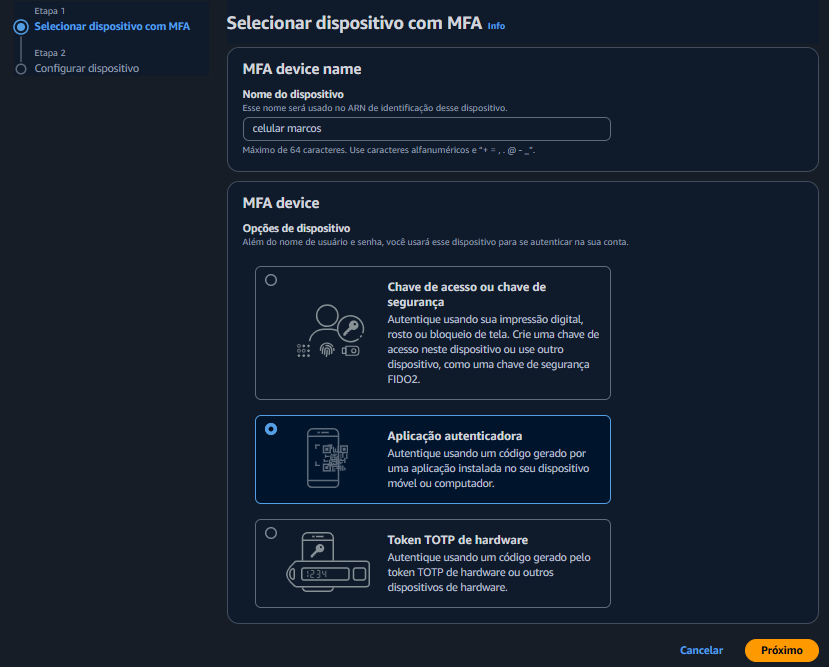 Etapa 1
Selecionar dispositivo com MFA
Etapa 2
Configurar dispositivo
Selecionar dispositivo com MFA Info
MFA device name
Nome do dispositivo
Esse nome será usado no ARN de identificação desse dispositivo.
celular marcos
Máximo de 64 caracteres. Use caracteres alfanuméricos e "+ = , . @ - _".
MFA device
Opções de dispositivo
Além do nome de usuário e senha, você usará esse dispositivo para se autenticar na sua conta.
Chave de acesso ou chave de
segurança
Autentique usando sua impressão digital,
rosto ou bloqueio de tela. Crie uma chave de
acesso neste dispositivo ou use outro
dispositivo, como uma chave de segurança
FIDO2.
Aplicação autenticadora
Autentique usando um código gerado por
uma aplicação instalada no seu dispositivo
móvel ou computador.
Token TOTP de hardware
Autentique usando um código gerado pelo
token TOTP de hardware ou outros
dispositivos de hardware.
1234
Cancelar
Próximo